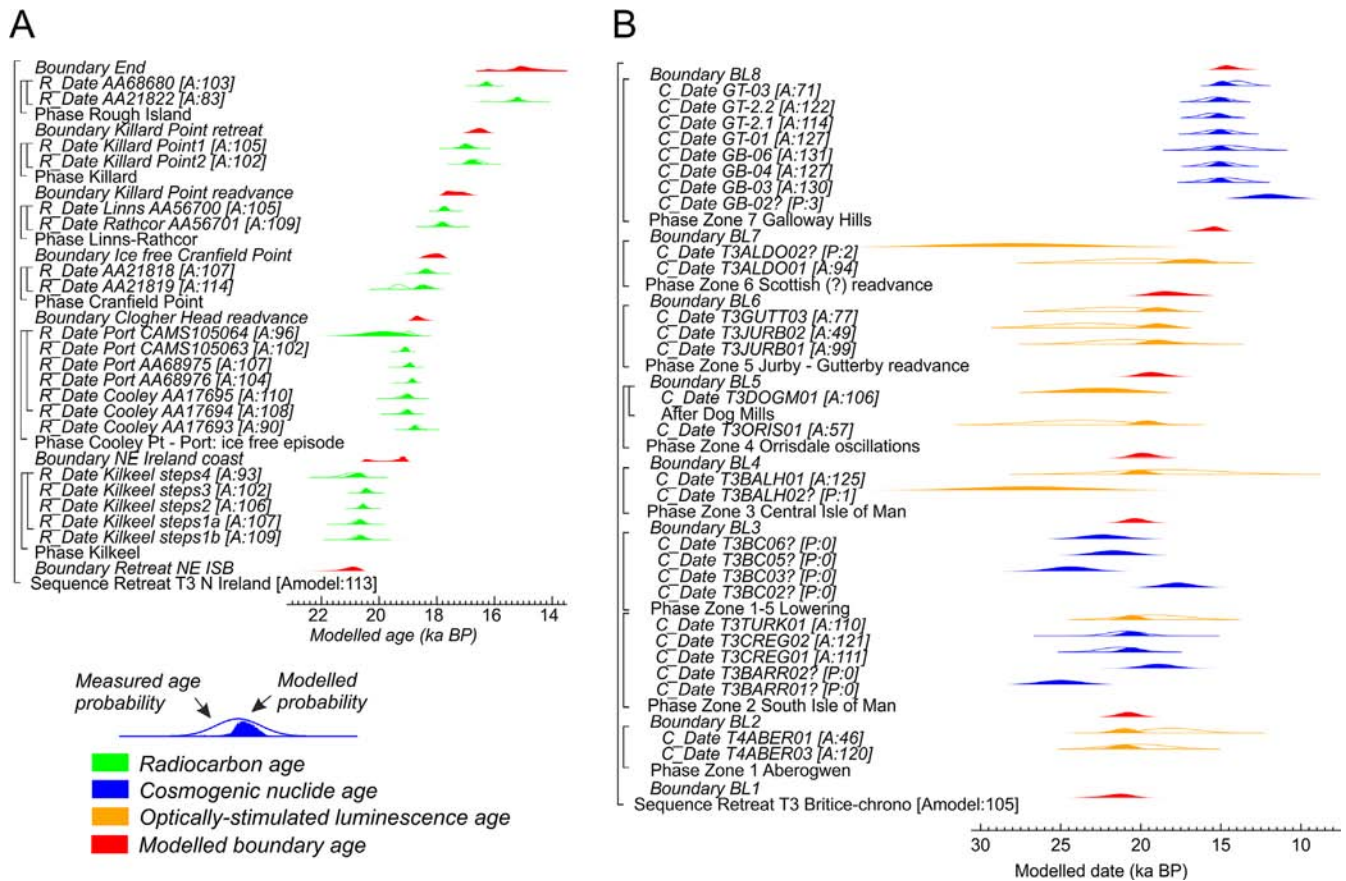 A
Boundary End
R_Date AA68680 [A:103]
R_Date AA21822 [A:83]
Phase Rough Island
Boundary Killard Point retreat
R_Date Killard Point1 [A:105]
R_Date Killard Point2 [A:102]
Phase Killard
Boundary Killard Point readvance
R_Date Linns AA56700 [A:105]
R_Date Rathcor AA56701 [A:109]
Phase Linns-Rathcor
Boundary Ice free Cranfield Point
R_Date AA21818 [A:107]
R_Date AA21819 [A:114]
Phase Cranfield Point
Boundary Clogher Head readvance
R_Date Port CAMS105064 [A:96]
R_Date Port CAMS105063 [A:102]
R_Date Port AA68975 [A:107]
R_Date Port AA68976 [A:104]
R_Date Cooley AA17695 [A:110]
R_Date Cooley AA17694 [A:108]
R_Date Cooley AA17693 [A:90]
Phase Cooley Pt - Port: ice free episode
Boundary NE Ireland coast
R_Date Kilkeel steps4 [A:93]
R_Date Kilkeel steps3 [A:102]
R_Date Kilkeel steps2 [A:106]
R_Date Kilkeel steps1a [A:107]
R_Date Kilkeel steps1b [A:109]
Phase Kilkeel
Boundary Retreat NE ISB
Sequence Retreat T3 N Ireland [Amodel:113]
22 20 18 16 14
Modelled age (ka BP)
Measured age probability
Modelled probability
Radiocarbon age
Cosmogenic nuclide age
Optically-stimulated luminescence age
Modelled boundary age
B
Boundary BL8
C_Date GT-03 [A:71]
C_Date GT-2.2 [A:122]
C_Date GT-2.1 [A:114]
C_Date GT-01 [A:127]
C_Date GB-06 [A:131]
C_Date GB-04 [A:127]
C_Date GB-03 [A:130]
C_Date GB-02? [P:3]
Phase Zone 7 Galloway Hills
Boundary BL7
C_Date T3ALDO02? [P:2]
C_Date T3ALDO01 [A:94]
Phase Zone 6 Scottish (?) readvance
Boundary BL6
C_Date T3GUTT03 [A:77]
C_Date T3JURB02 [A:49]
C_Date T3JURB01 [A:99]
Phase Zone 5 Jurby - Gutterby readvance
Boundary BL5
C_Date T3DOGM01 [A:106]
After Dog Mills
C_Date T3ORIS01 [A:57]
Phase Zone 4 Orrisdale oscillations
Boundary BL4
C_Date T3BALH01 [A:125]
C_Date T3BALH02? [P:1]
Phase Zone 3 Central Isle of Man
Boundary BL3
C_Date T3BC06? [P:0]
C_Date T3BC05? [P:0]
C_Date T3BC03? [P:0]
C_Date T3BC02? [P:0]
Phase Zone 1-5 Lowering
C_Date T3TURK01 [A:110]
C_Date T3CREG02 [A:121]
C_Date T3CREG01 [A:111]
C_Date T3BARR02? [P:0]
C_Date T3BARR01? [P:0]
Phase Zone 2 South Isle of Man
Boundary BL2
C_Date T4ABER01 [A:46]
C_Date T4ABER03 [A:120]
Phase Zone 1 Aberogwen
Boundary BL1
Sequence Retreat T3 Britice-chrono [Amodel:105]
30 25 20 15 10
Modelled date (ka BP)